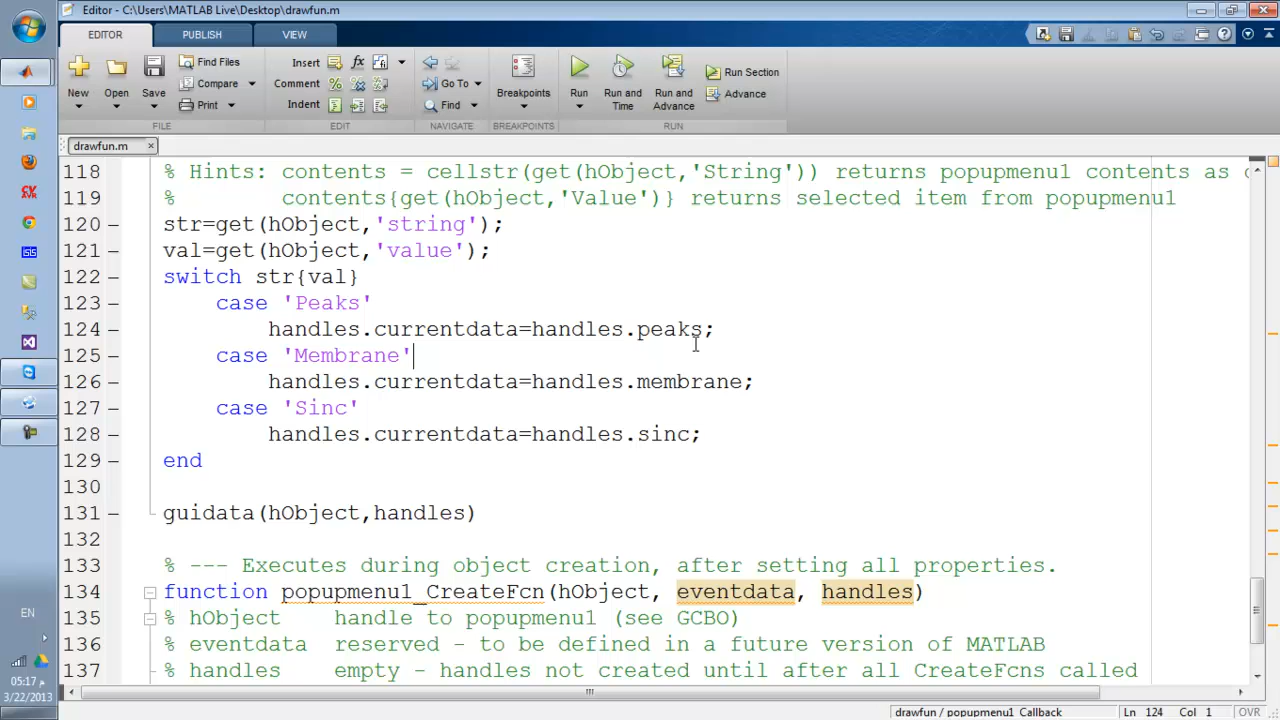 Editor - C:\Users\MATLAB Live\Desktop\drawfun.m
EDITOR PUBLISH VIEW
New Open Save Find Files Compare Print
Insert Comment Indent fx
Go To Find
Breakpoints
Run Run and Time Run and Advance Run Section Advance
FILE EDIT NAVIGATE BREAKPOINTS RUN
drawfun.m
118 % Hints: contents = cellstr(get(hObject,'String')) returns popupmenu1 contents as c
119 % contents{get(hObject,'Value')} returns selected item from popupmenu1
120 – str=get(hObject,'string');
121 – val=get(hObject,'value');
122 – switch str{val}
123 – case 'Peaks'
124 – handles.currentdata=handles.peaks;
125 – case 'Membrane'
126 – handles.currentdata=handles.membrane;
127 – case 'Sinc'
128 – handles.currentdata=handles.sinc;
129 – end
130
131 – guidata(hObject,handles)
132
133 % --- Executes during object creation, after setting all properties.
134 function popupmenu1_CreateFcn(hObject, eventdata, handles)
135 % hObject handle to popupmenu1 (see GCBO)
136 % eventdata reserved - to be defined in a future version of MATLAB
137 % handles empty - handles not created until after all CreateFcns called
drawfun / popupmenu1_Callback Ln 124 Col 1 OVR
EN
05:17 م
3/22/2013